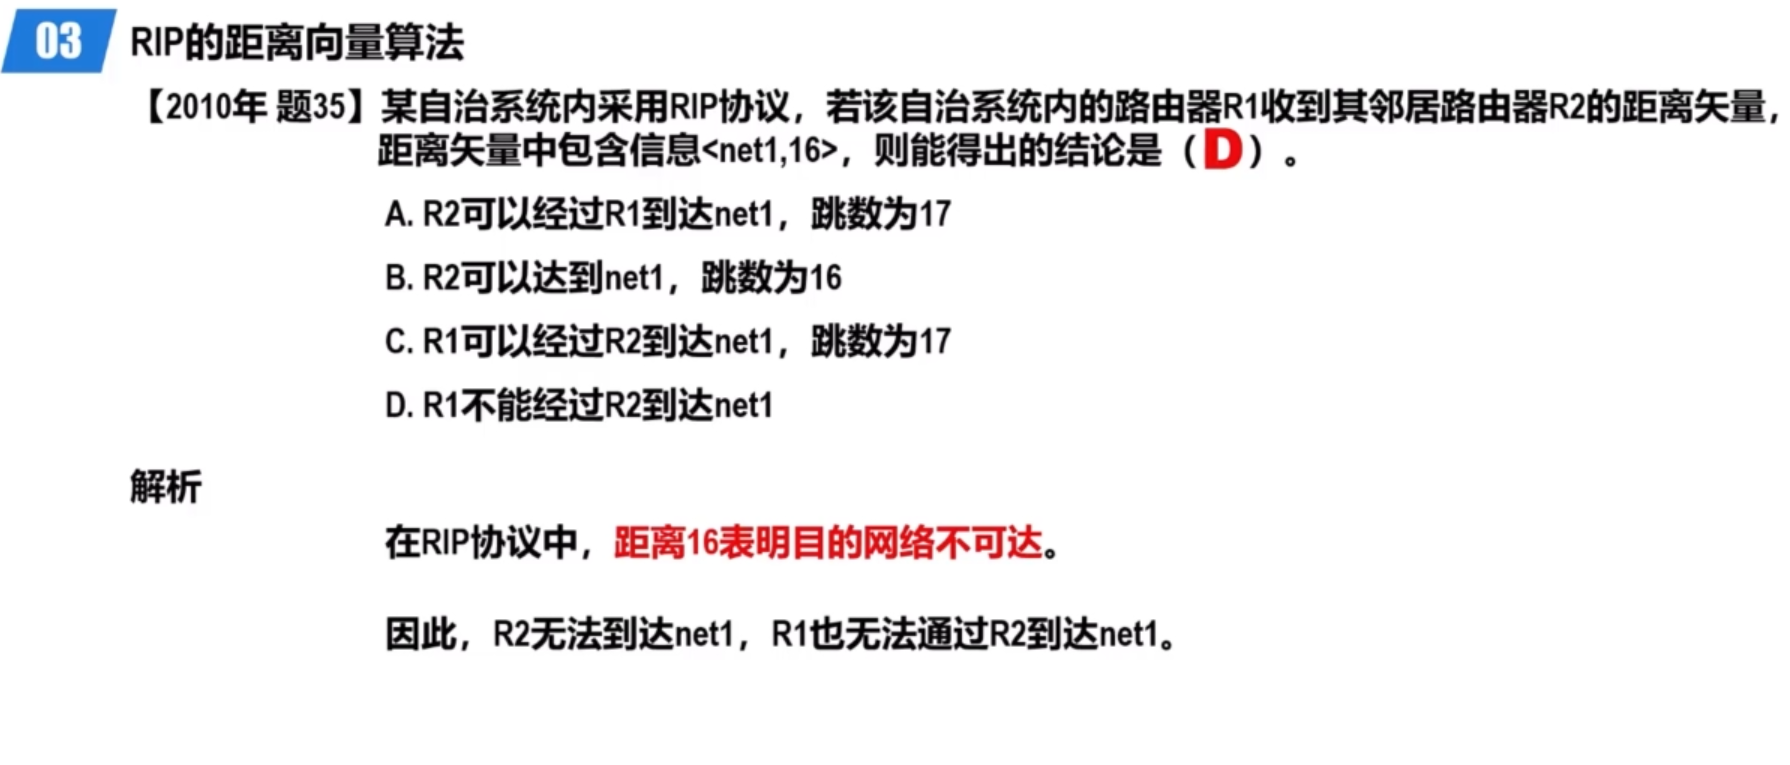 03 RIP的距离向量算法
【2010年 题35】某自治系统内采用RIP协议，若该自治系统内的路由器R1收到其邻居路由器R2的距离矢量，
距离矢量中包含信息<net1,16>，则能得出的结论是（D）。
A. R2可以经过R1到达net1，跳数为17
B. R2可以达到net1，跳数为16
C. R1可以经过R2到达net1，跳数为17
D. R1不能经过R2到达net1
解析
在RIP协议中，距离16表明目的网络不可达。
因此，R2无法到达net1，R1也无法通过R2到达net1。